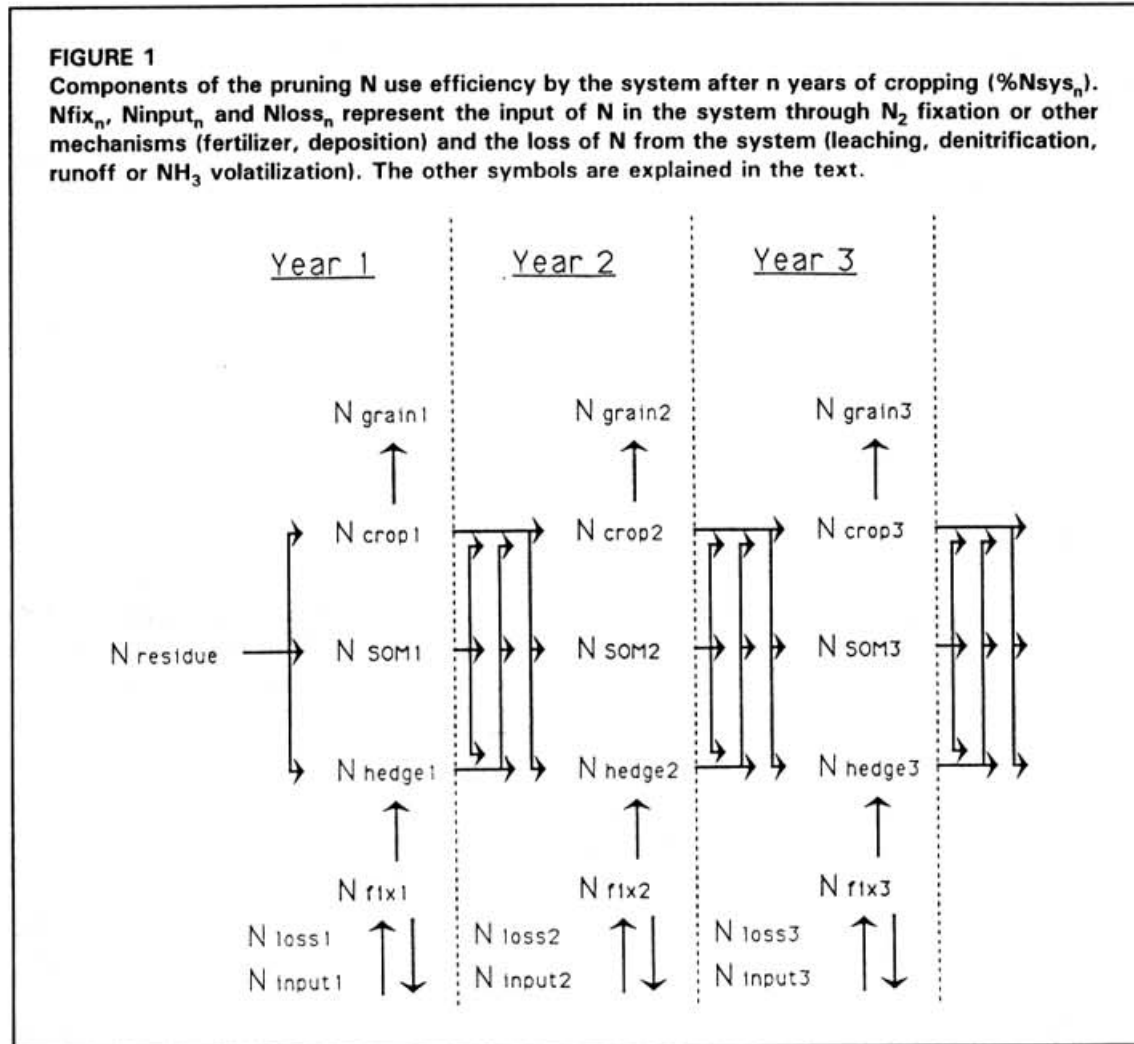 FIGURE 1
Components of the pruning N use efficiency by the system after n years of cropping (%Nsysₙ).
Nfixₙ, Ninputₙ and Nlossₙ represent the input of N in the system through N₂ fixation or other
mechanisms (fertilizer, deposition) and the loss of N from the system (leaching, denitrification,
runoff or NH₃ volatilization). The other symbols are explained in the text.
Year 1 Year 2 Year 3
N grain1 N grain2 N grain3
N crop1 N crop2 N crop3
N residue N SOM1 N SOM2 N SOM3
N hedge1 N hedge2 N hedge3
N fix1 N fix2 N fix3
N loss1 N loss2 N loss3
N input1 N input2 N input3